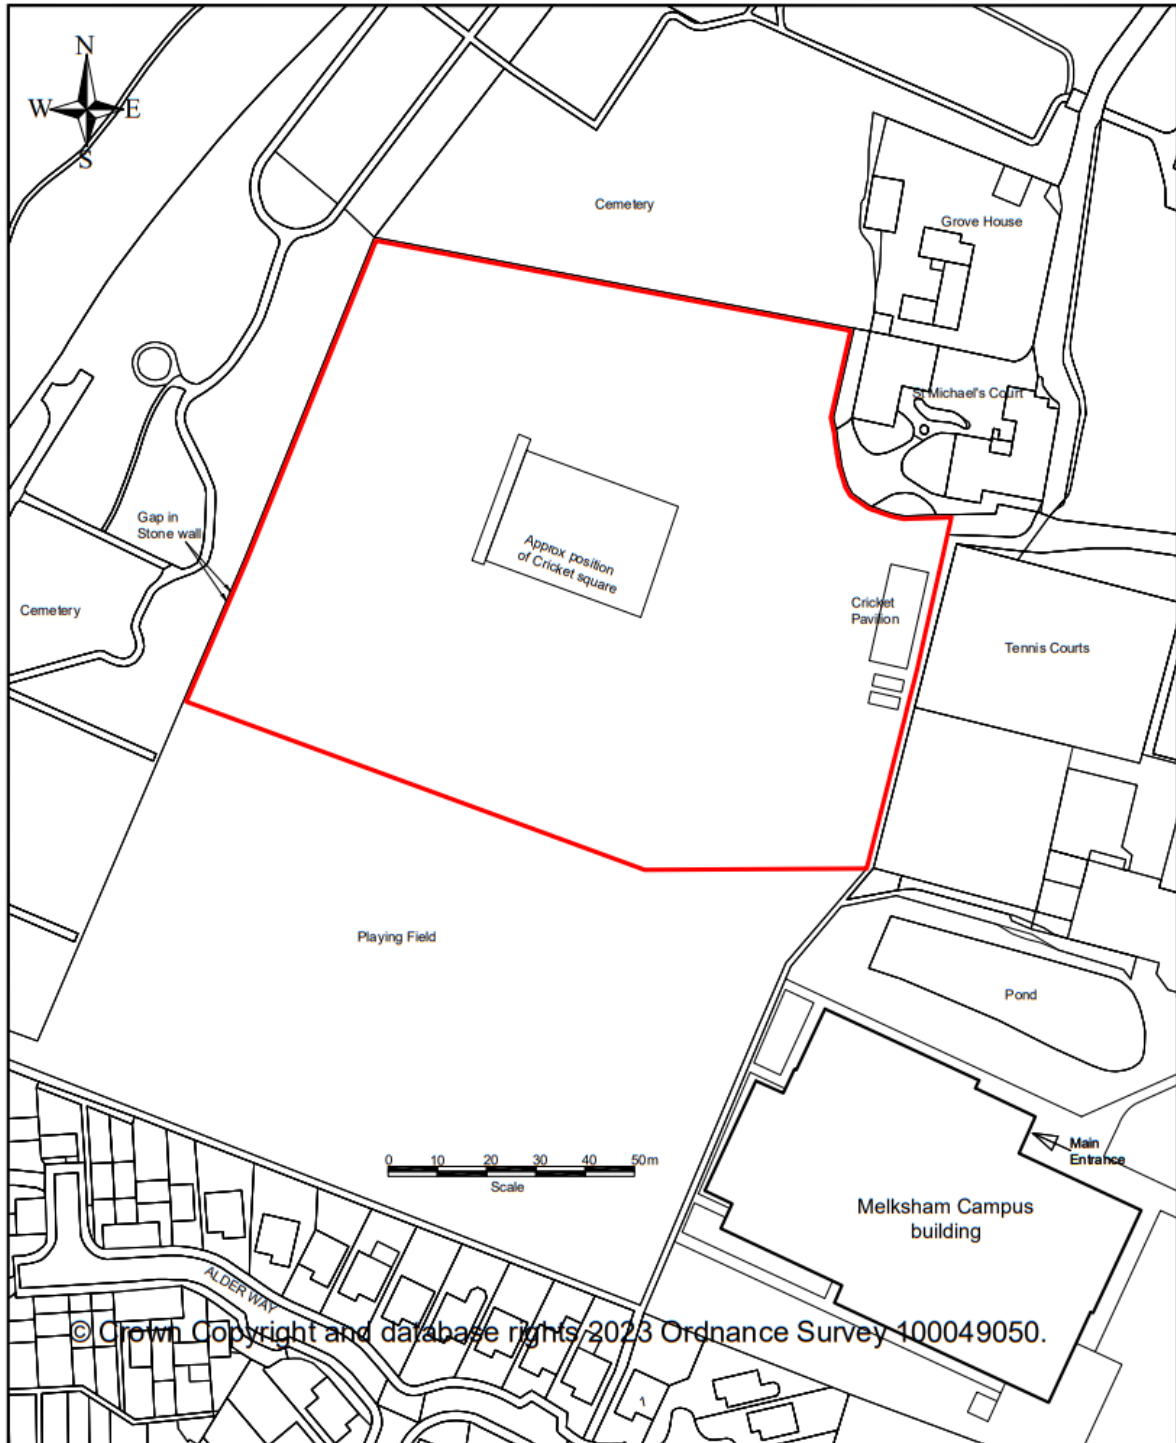 N
W E
S
Cemetery
Grove House
St Michael's Court
Gap in
Stone wall
Approx position
of Cricket square
Cemetery
Cricket
Pavilion
Tennis Courts
Playing Field
Pond
Main
Entrance
0 10 20 30 40 50m
Scale
Melksham Campus
building
ALDER WAY
© Crown Copyright and database rights 2023 Ordnance Survey 100049050.
1